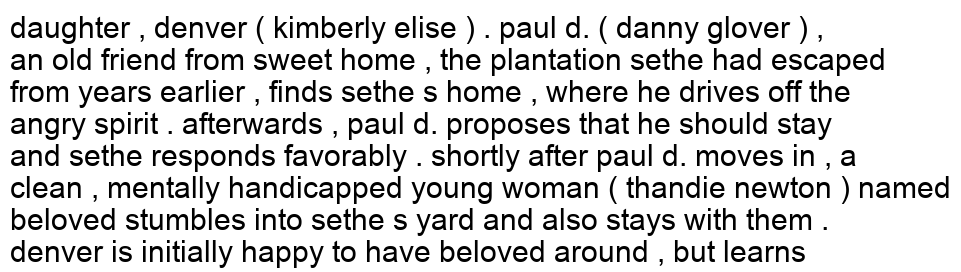 daughter , denver ( kimberly elise ) . paul d. ( danny glover ) ,
an old friend from sweet home , the plantation sethe had escaped
from years earlier , finds sethe s home , where he drives off the
angry spirit . afterwards , paul d. proposes that he should stay
and sethe responds favorably . shortly after paul d. moves in , a
clean , mentally handicapped young woman ( thandie newton ) named
beloved stumbles into sethe s yard and also stays with them .
denver is initially happy to have beloved around , but learns